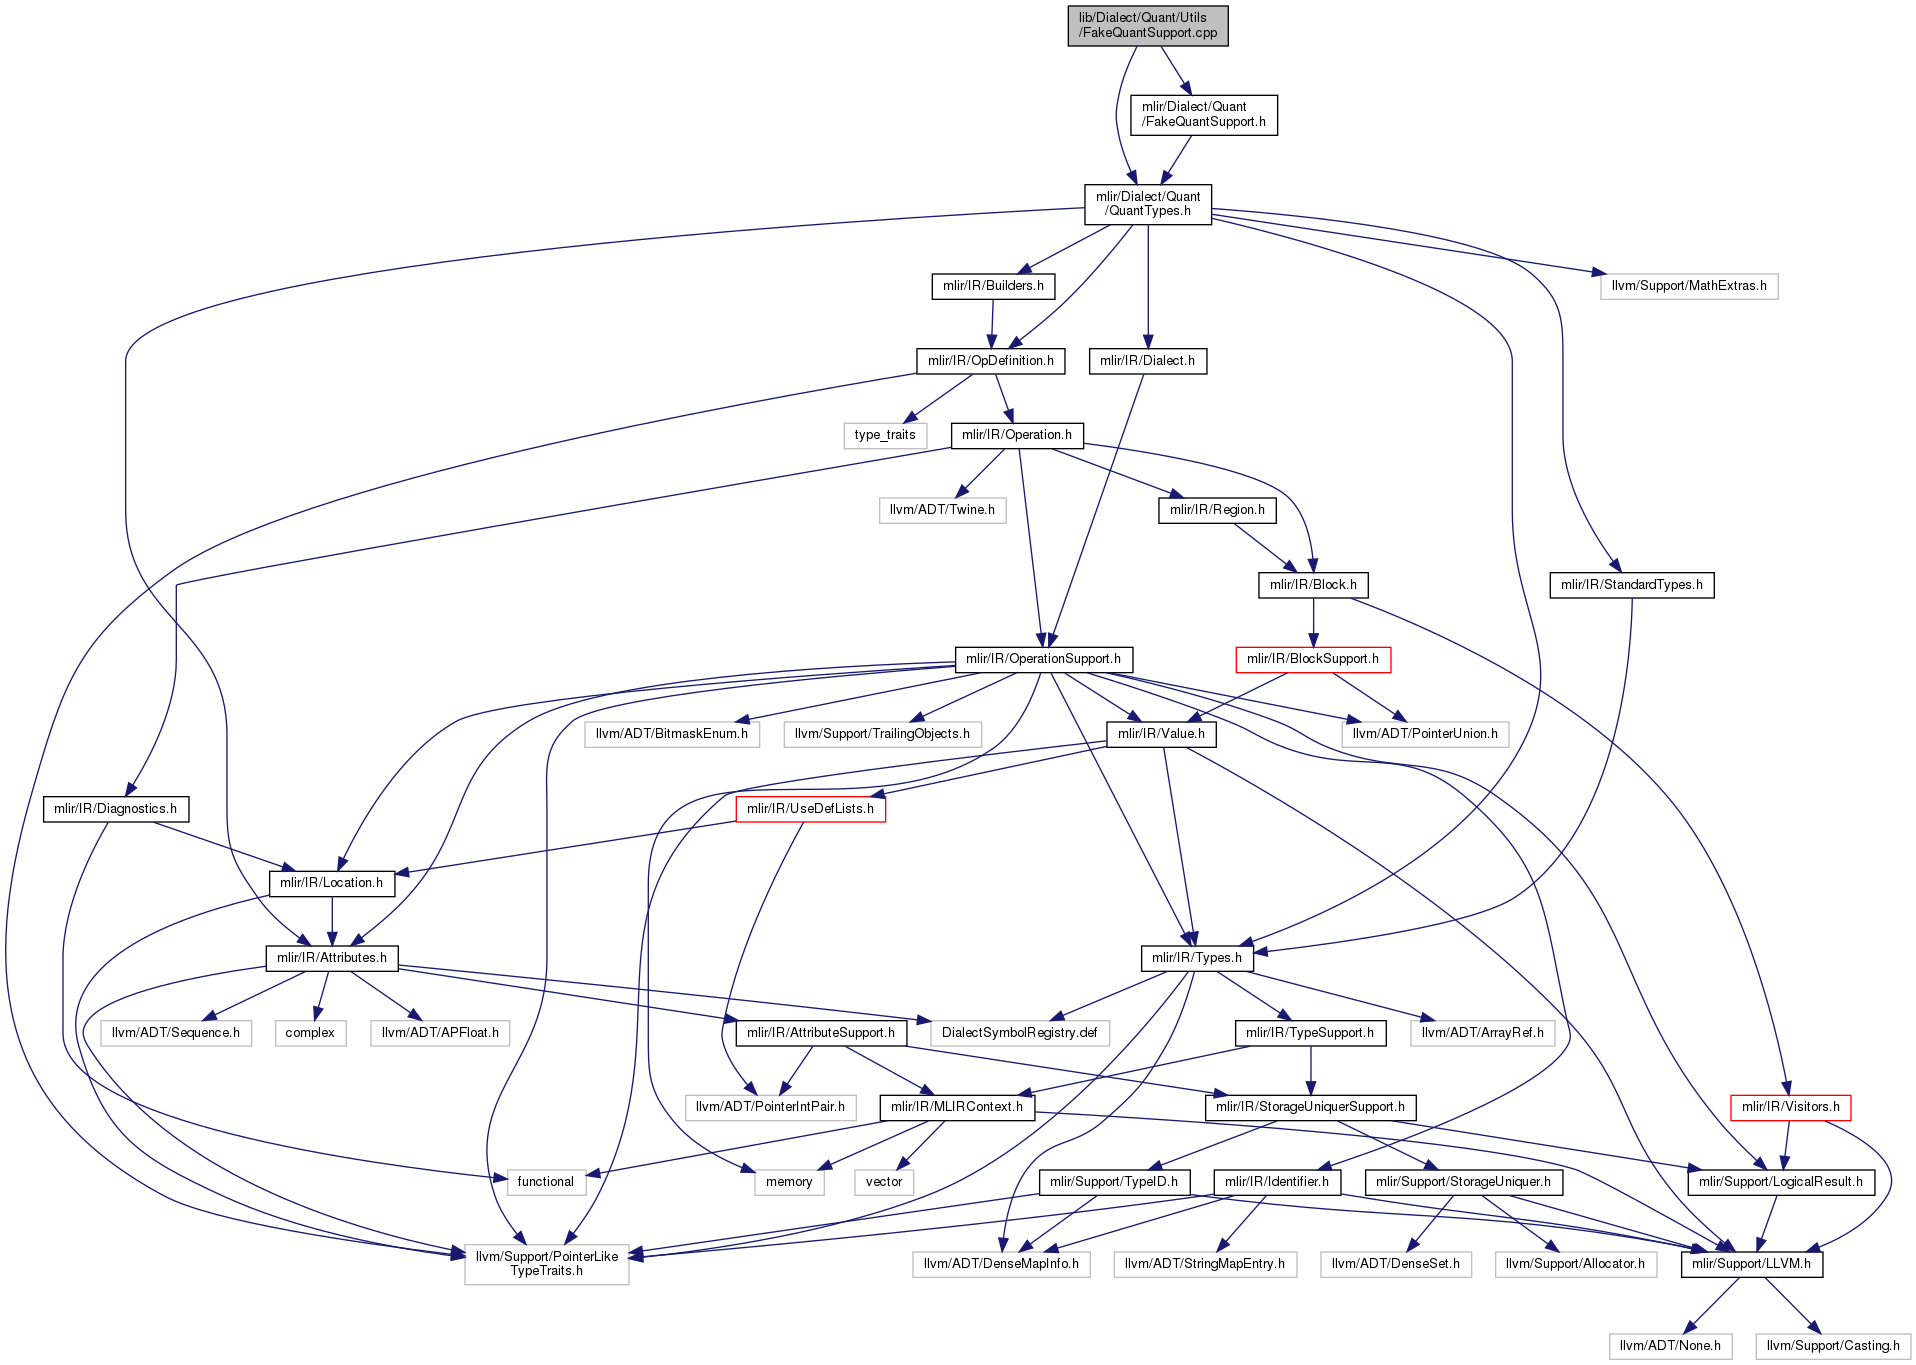 lib/Dialect/Quant/Utils
/FakeQuantSupport.cpp
mlir/Dialect/Quant
/FakeQuantSupport.h
mlir/Dialect/Quant
/QuantTypes.h
mlir/IR/Builders.h
llvm/Support/MathExtras.h
mlir/IR/OpDefinition.h
mlir/IR/Dialect.h
type_traits
mlir/IR/Operation.h
llvm/ADT/Twine.h
mlir/IR/Region.h
mlir/IR/Block.h
mlir/IR/StandardTypes.h
mlir/IR/OperationSupport.h
mlir/IR/BlockSupport.h
llvm/ADT/BitmaskEnum.h
llvm/Support/TrailingObjects.h
mlir/IR/Value.h
llvm/ADT/PointerUnion.h
mlir/IR/Diagnostics.h
mlir/IR/UseDefLists.h
mlir/IR/Location.h
mlir/IR/Attributes.h
mlir/IR/Types.h
llvm/ADT/Sequence.h
complex
llvm/ADT/APFloat.h
mlir/IR/AttributeSupport.h
DialectSymbolRegistry.def
mlir/IR/TypeSupport.h
llvm/ADT/ArrayRef.h
llvm/ADT/PointerIntPair.h
mlir/IR/MLIRContext.h
mlir/IR/StorageUniquerSupport.h
mlir/IR/Visitors.h
functional
memory
vector
mlir/Support/TypeID.h
mlir/IR/Identifier.h
mlir/Support/StorageUniquer.h
mlir/Support/LogicalResult.h
llvm/Support/PointerLike
TypeTraits.h
llvm/ADT/DenseMapInfo.h
llvm/ADT/StringMapEntry.h
llvm/ADT/DenseSet.h
llvm/Support/Allocator.h
mlir/Support/LLVM.h
llvm/ADT/None.h
llvm/Support/Casting.h